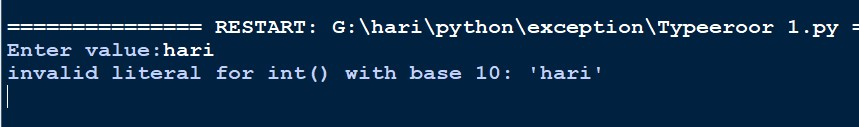 =============== RESTART: G:\hari\python\exception\Typeeroor 1.py =
Enter value:hari
invalid literal for int() with base 10: 'hari'